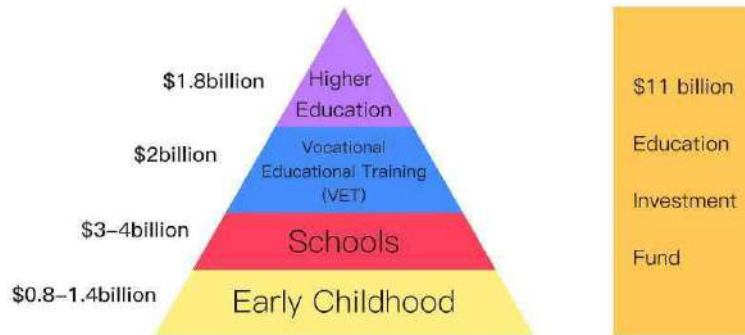 $1.8billion
Higher
Education
$2billion
Vocational
Educational Training
(VET)
$3–4billion
Schools
$0.8–1.4billion
Early Childhood
$11 billion
Education
Investment
Fund